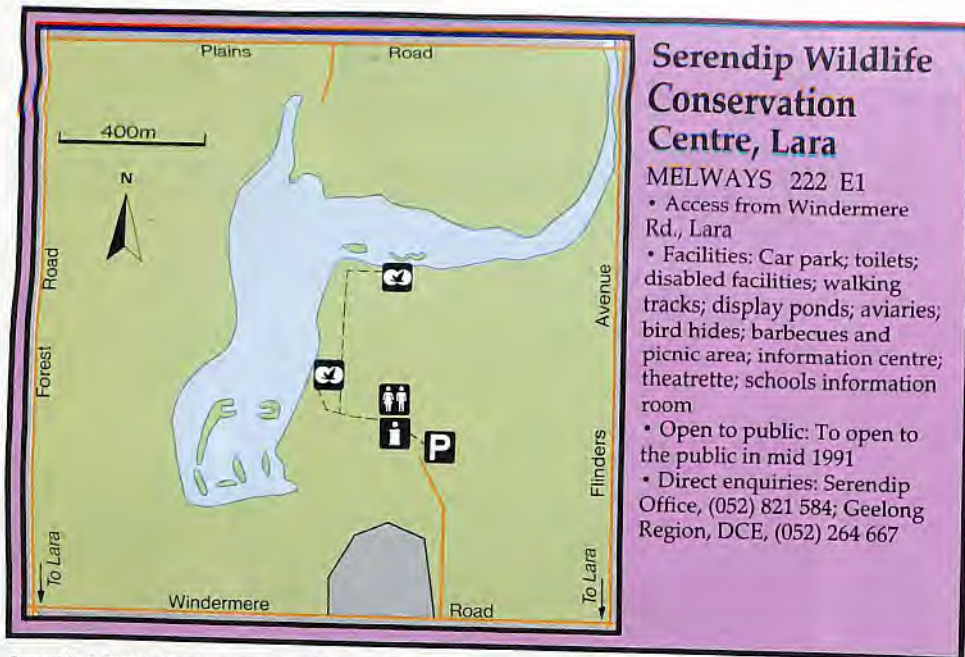 Plains Road
400m
N
Forest Road
Flinders Avenue
i
P
To Lara
To Lara
Windermere Road
Serendip Wildlife
Conservation
Centre, Lara
MELWAYS 222 E1
• Access from Windermere
Rd., Lara
• Facilities: Car park; toilets;
disabled facilities; walking
tracks; display ponds; aviaries;
bird hides; barbecues and
picnic area; information centre;
theatrette; schools information
room
• Open to public: To open to
the public in mid 1991
• Direct enquiries: Serendip
Office, (052) 821 584; Geelong
Region, DCE, (052) 264 667